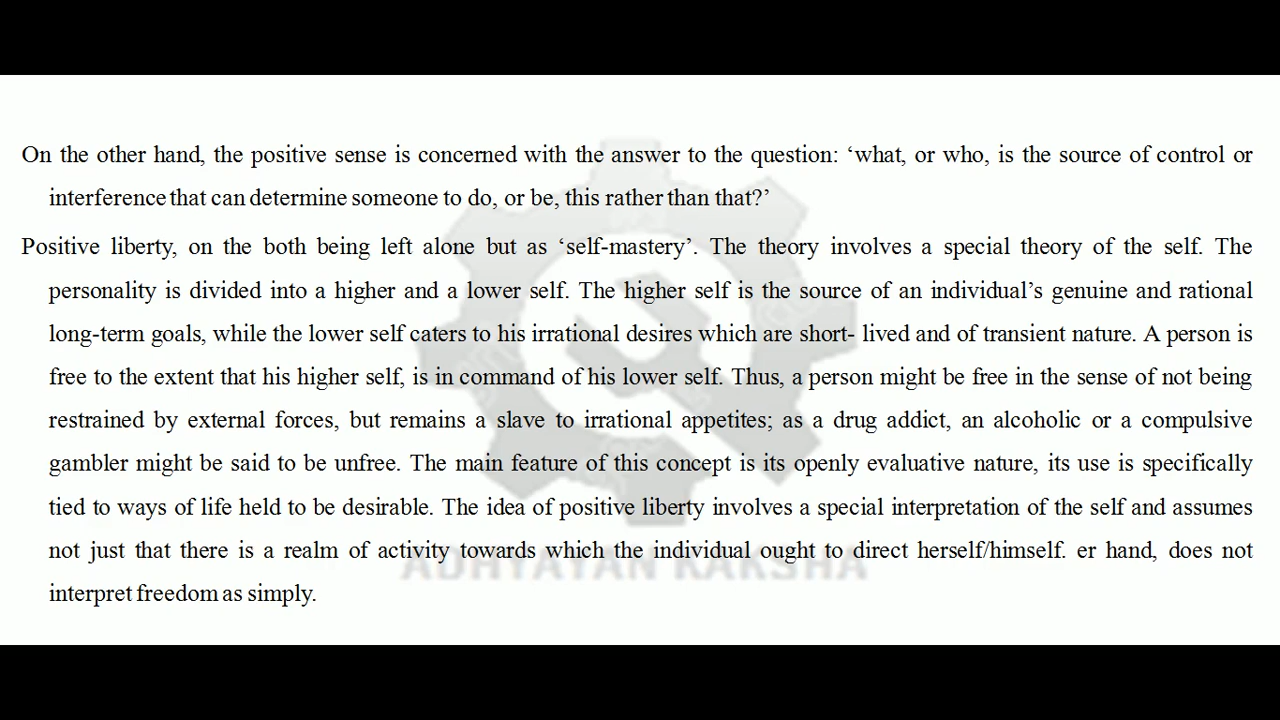 On the other hand, the positive sense is concerned with the answer to the question: ‘what, or who, is the source of control or
interference that can determine someone to do, or be, this rather than that?’
Positive liberty, on the both being left alone but as ‘self-mastery’. The theory involves a special theory of the self. The
personality is divided into a higher and a lower self. The higher self is the source of an individual’s genuine and rational
long-term goals, while the lower self caters to his irrational desires which are short- lived and of transient nature. A person is
free to the extent that his higher self, is in command of his lower self. Thus, a person might be free in the sense of not being
restrained by external forces, but remains a slave to irrational appetites; as a drug addict, an alcoholic or a compulsive
gambler might be said to be unfree. The main feature of this concept is its openly evaluative nature, its use is specifically
tied to ways of life held to be desirable. The idea of positive liberty involves a special interpretation of the self and assumes
not just that there is a realm of activity towards which the individual ought to direct herself/himself. er hand, does not
interpret freedom as simply.
ADHYAYAN KAKSHA